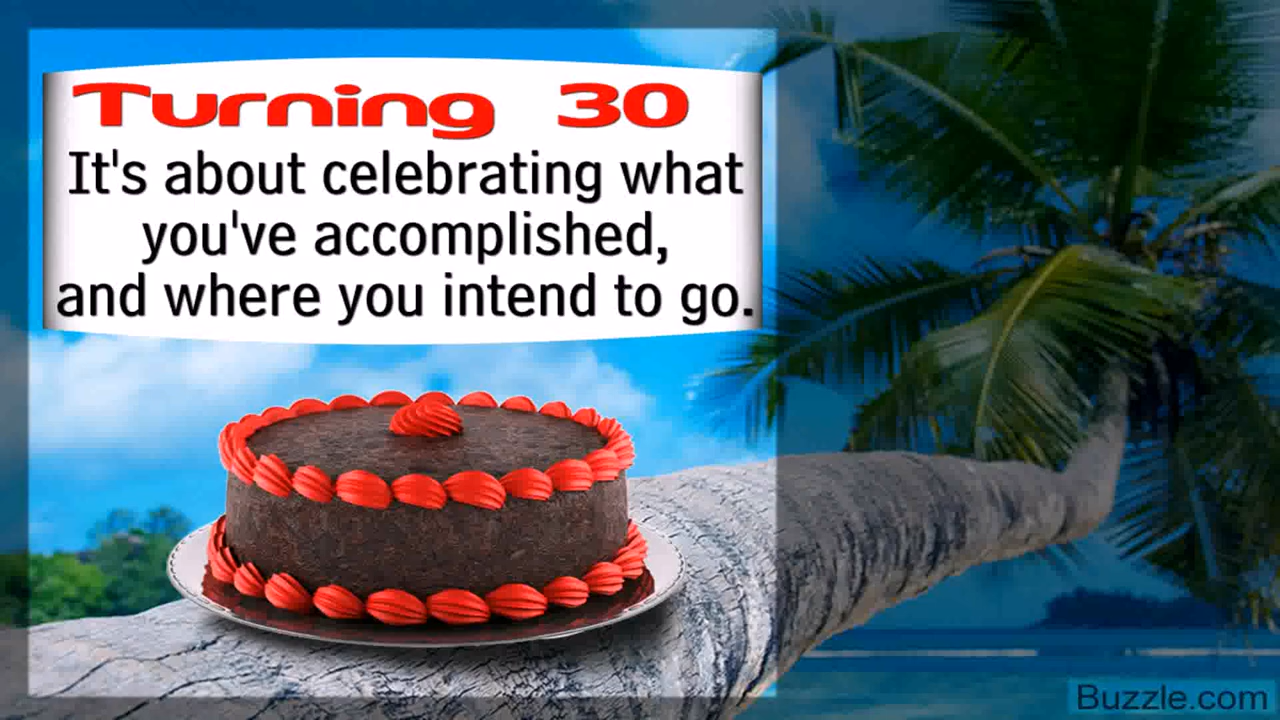 Turning 30
It's about celebrating what
you've accomplished,
and where you intend to go.
Buzzle.com